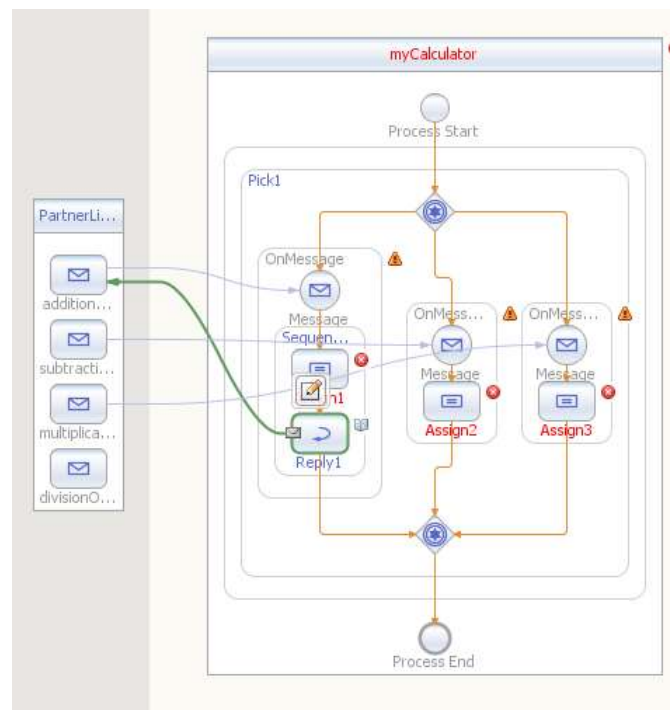 myCalculator
Process Start
Pick1
PartnerLi...
OnMessage
addition...
Message
OnMess...
OnMess...
Sequen...
subtracti...
Message
Message
multiplica...
Assign2
Assign3
Reply1
divisionO...
Process End